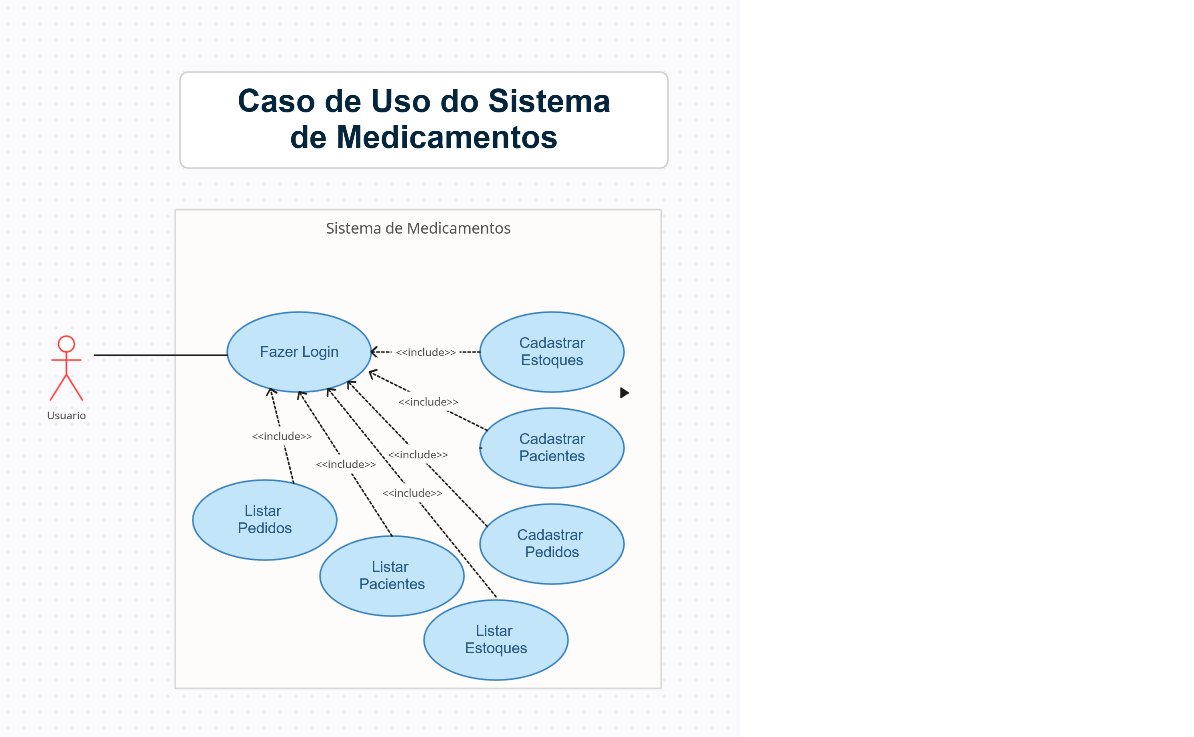 Caso de Uso do Sistema
de Medicamentos
Sistema de Medicamentos
Fazer Login
<<include>>
Cadastrar
Estoques
Usuario
<<include>>
Cadastrar
Pacientes
<<include>>
<<include>>
<<include>>
<<include>>
Listar
Pedidos
Cadastrar
Pedidos
Listar
Pacientes
Listar
Estoques